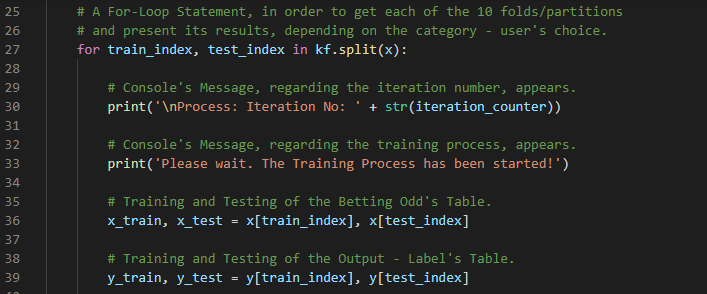 25 # A For-Loop Statement, in order to get each of the 10 folds/partitions
26 # and present its results, depending on the category - user's choice.
27 for train_index, test_index in kf.split(x):
28
29 # Console's Message, regarding the iteration number, appears.
30 print('\nProcess: Iteration No: ' + str(iteration_counter))
31
32 # Console's Message, regarding the training process, appears.
33 print('Please wait. The Training Process has been started!')
34
35 # Training and Testing of the Betting Odd's Table.
36 x_train, x_test = x[train_index], x[test_index]
37
38 # Training and Testing of the Output - Label's Table.
39 y_train, y_test = y[train_index], y[test_index]